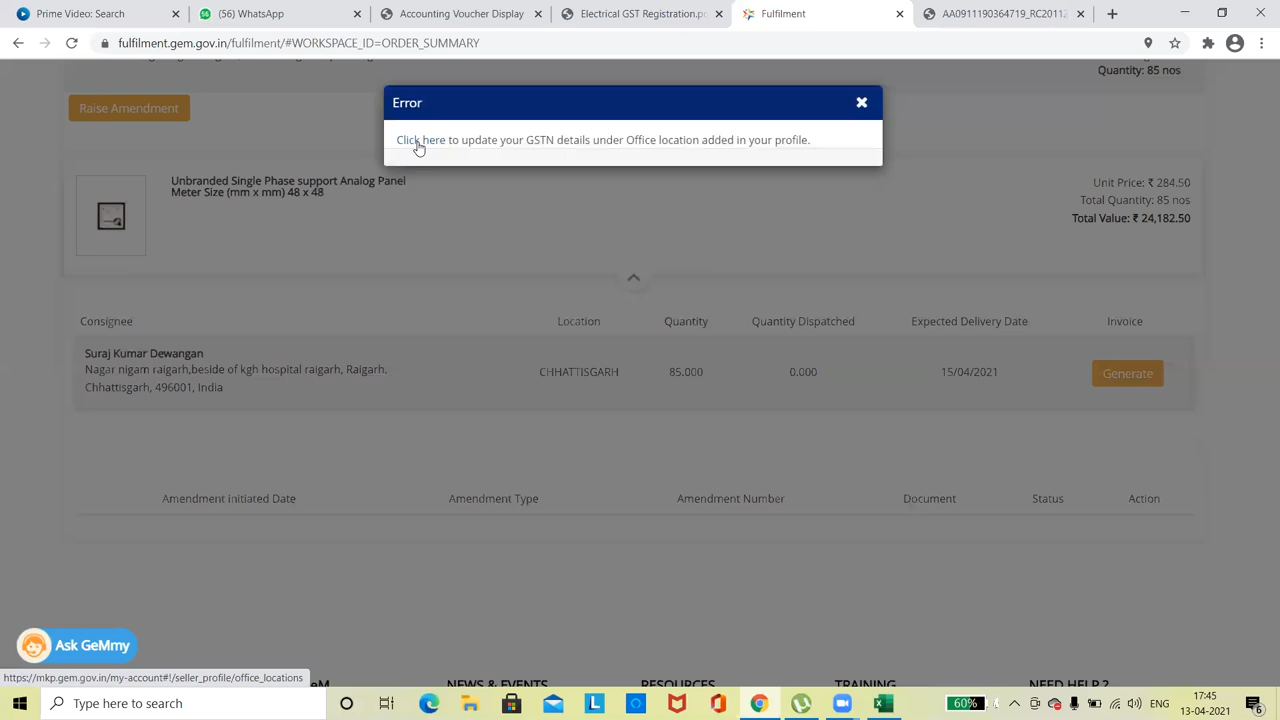 Prime Video: Search
(56) WhatsApp
Accounting Voucher Display
Electrical GST Registration.pd
Fulfilment
AA0911190364719_RC20112
fulfilment.gem.gov.in/fulfilment/#WORKSPACE_ID=ORDER_SUMMARY
Quantity: 85 nos
Raise Amendment
Error
Click here to update your GSTN details under Office location added in your profile.
Unbranded Single Phase support Analog Panel
Meter Size (mm x mm) 48 x 48
Unit Price: ₹ 284.50
Total Quantity: 85 nos
Total Value: ₹ 24,182.50
Consignee Location Quantity Quantity Dispatched Expected Delivery Date Invoice
Suraj Kumar Dewangan
Nagar nigam raigarh,beside of kgh hospital raigarh, Raigarh.
Chhattisgarh, 496001, India
CHHATTISGARH 85.000 0.000 15/04/2021 Generate
Amendment Initiated Date Amendment Type Amendment Number Document Status Action
Ask GeMmy
https://mkp.gem.gov.in/my-account#!/seller_profile/office_locations
eM NEWS & EVENTS RESOURCES TRAINING NEED HELP ?
Type here to search
60%
ENG
17:45
13-04-2021
6